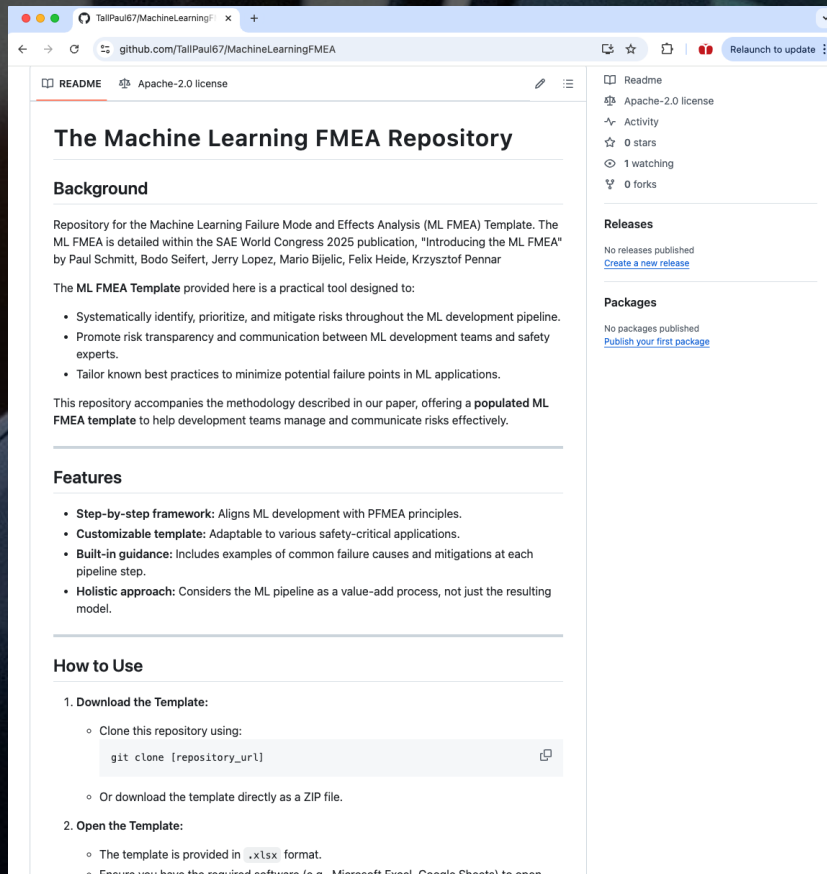 TallPaul67/MachineLearningF
github.com/TallPaul67/MachineLearningFMEA
Relaunch to update
README
Apache-2.0 license
The Machine Learning FMEA Repository
Background
Repository for the Machine Learning Failure Mode and Effects Analysis (ML FMEA) Template. The
ML FMEA is detailed within the SAE World Congress 2025 publication, "Introducing the ML FMEA"
by Paul Schmitt, Bodo Seifert, Jerry Lopez, Mario Bijelic, Felix Heide, Krzysztof Pennar
The ML FMEA Template provided here is a practical tool designed to:
• Systematically identify, prioritize, and mitigate risks throughout the ML development pipeline.
• Promote risk transparency and communication between ML development teams and safety
experts.
• Tailor known best practices to minimize potential failure points in ML applications.
This repository accompanies the methodology described in our paper, offering a populated ML
FMEA template to help development teams manage and communicate risks effectively.
Features
• Step-by-step framework: Aligns ML development with PFMEA principles.
• Customizable template: Adaptable to various safety-critical applications.
• Built-in guidance: Includes examples of common failure causes and mitigations at each
pipeline step.
• Holistic approach: Considers the ML pipeline as a value-add process, not just the resulting
model.
How to Use
1. Download the Template:
Clone this repository using:
git clone [repository_url]
Or download the template directly as a ZIP file.
2. Open the Template:
The template is provided in .xlsx format.
Ensure you have the required software (e.g., Microsoft Excel, Google Sheets) to open
Readme
Apache-2.0 license
Activity
0 stars
1 watching
0 forks
Releases
No releases published
Create a new release
Packages
No packages published
Publish your first package